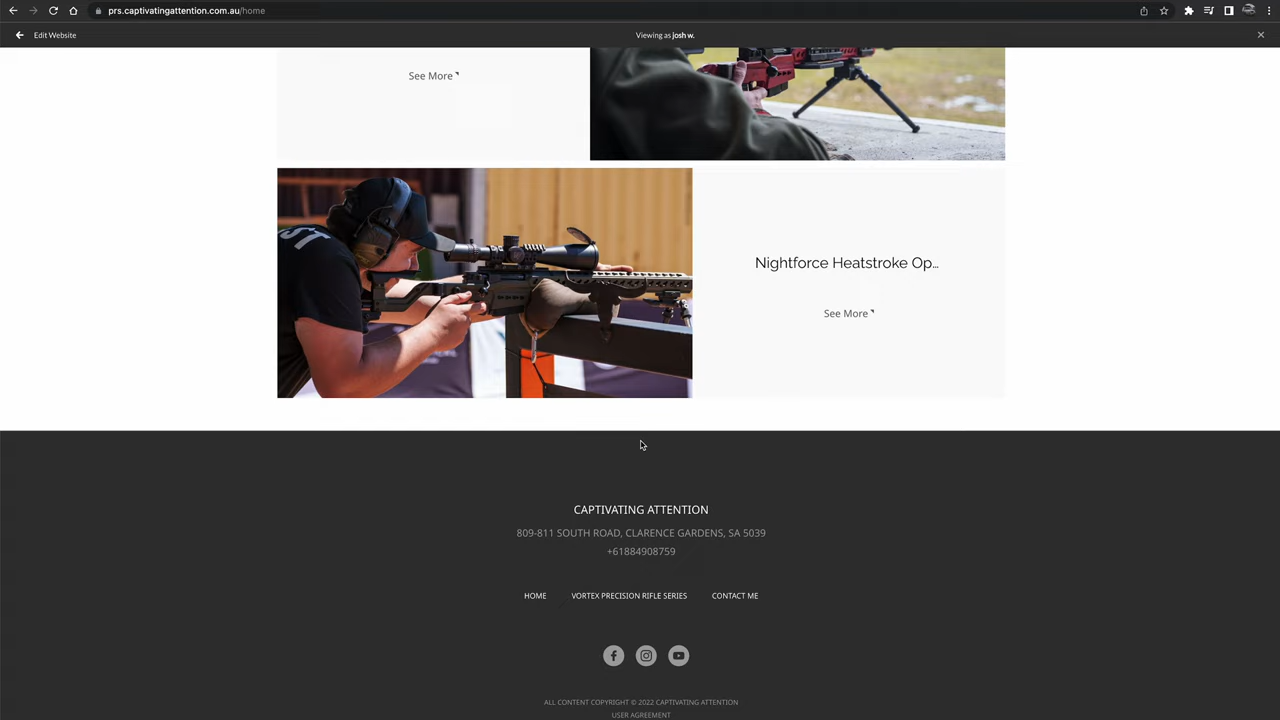 prs.captivatingattention.com.au/home
Edit Website
Viewing as josh w.
See More
ST
Nightforce Heatstroke Op...
See More
CAPTIVATING ATTENTION
809-811 SOUTH ROAD, CLARENCE GARDENS, SA 5039
+61884908759
HOME VORTEX PRECISION RIFLE SERIES CONTACT ME
ALL CONTENT COPYRIGHT © 2022 CAPTIVATING ATTENTION
USER AGREEMENT